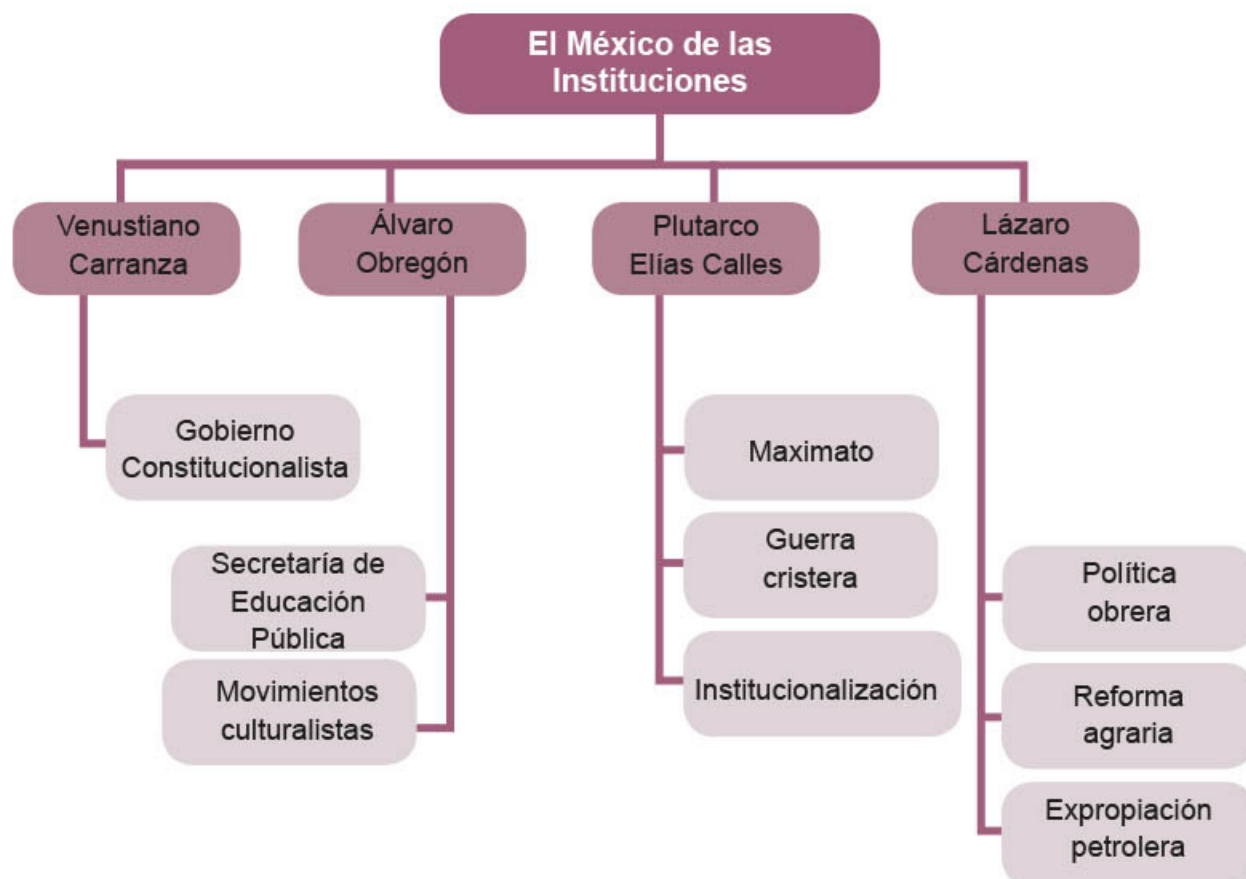 El México de las
Instituciones
Venustiano
Carranza
Álvaro
Obregón
Plutarco
Elías Calles
Lázaro
Cárdenas
Gobierno
Constitucionalista
Secretaría de
Educación
Pública
Movimientos
culturalistas
Maximato
Guerra
cristera
Institucionalización
Política
obrera
Reforma
agraria
Expropiación
petrolera